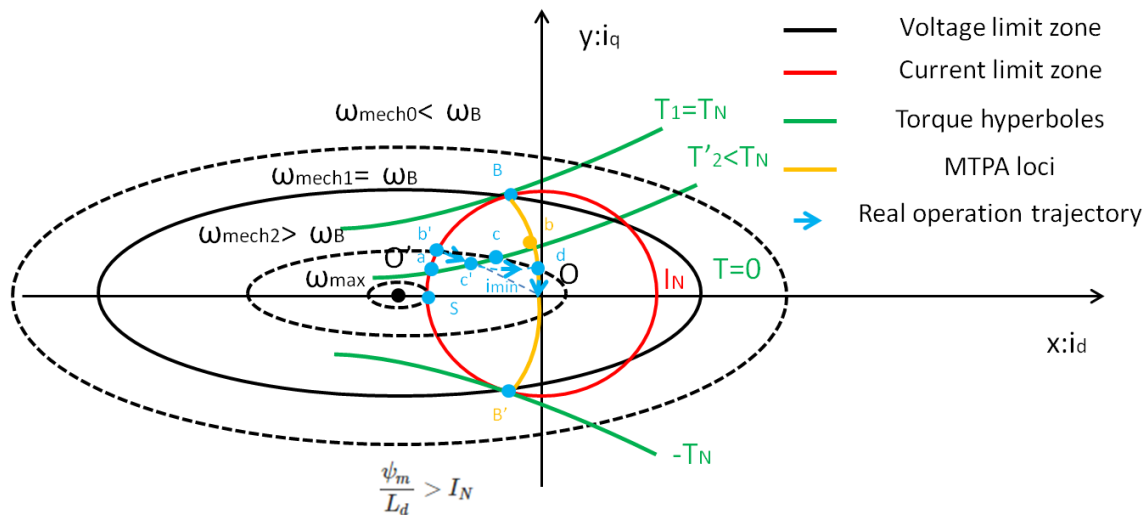 y:iq
Voltage limit zone
Current limit zone
Torque hyperboles
MTPA loci
Real operation trajectory
ωmech0< ωB
T1=TN
T'2<TN
ωmech1= ωB
B
ωmech2> ωB
b'
c
b
O'
a
d
O
T=0
c'
ωmax
imin
IN
S
x:id
B'
-TN
ψm/Ld > IN